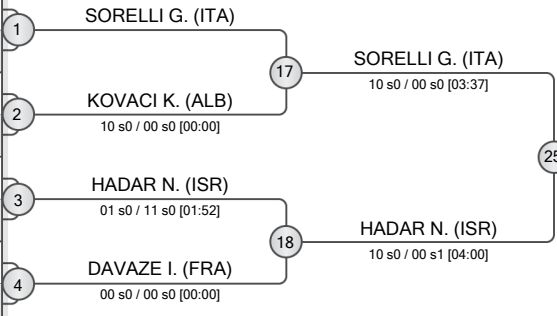 SORELLI G. (ITA)
1
17
SORELLI G. (ITA)
10 s0 / 00 s0 [03:37]
KOVACI K. (ALB)
2
10 s0 / 00 s0 [00:00]
25
HADAR N. (ISR)
3
01 s0 / 11 s0 [01:52]
18
HADAR N. (ISR)
10 s0 / 00 s1 [04:00]
DAVAZE I. (FRA)
4
00 s0 / 00 s0 [00:00]